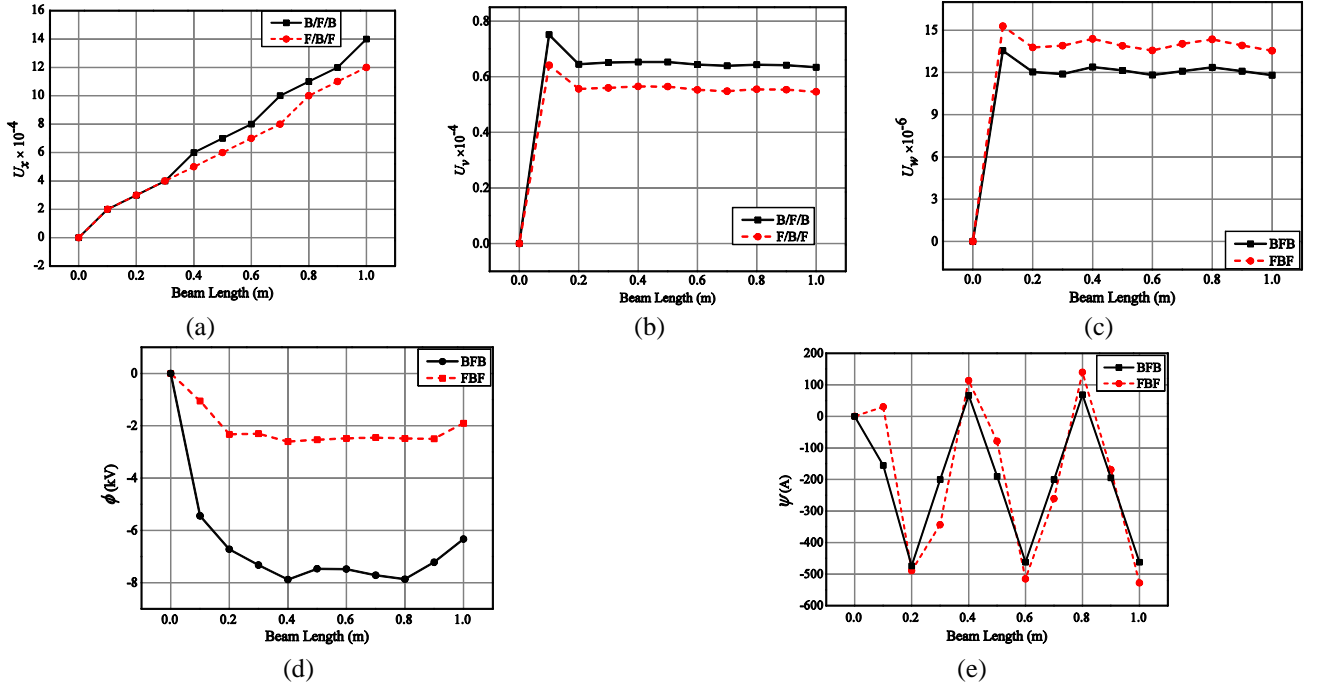 16
14
12
10
8
6
4
2
0
-2
0.0 0.2 0.4 0.6 0.8 1.0
Beam Length (m)
U_x × 10^-4
B/F/B
F/B/F
(a)
0.8
0.6
0.4
0.2
0.0
0.0 0.2 0.4 0.6 0.8 1.0
Beam Length (m)
U_v ×10^-4
B/F/B
F/B/F
(b)
15
12
9
6
3
0
0.0 0.2 0.4 0.6 0.8 1.0
Beam Length (m)
U_w ×10^-6
BFB
FBF
(c)
0
-2
-4
-6
-8
0.0 0.2 0.4 0.6 0.8 1.0
Beam Length (m)
ϕ (kV)
BFB
FBF
(d)
200
100
0
-100
-200
-300
-400
-500
-600
0.0 0.2 0.4 0.6 0.8 1.0
Beam Length (m)
ψ (A)
BFB
FBF
(e)